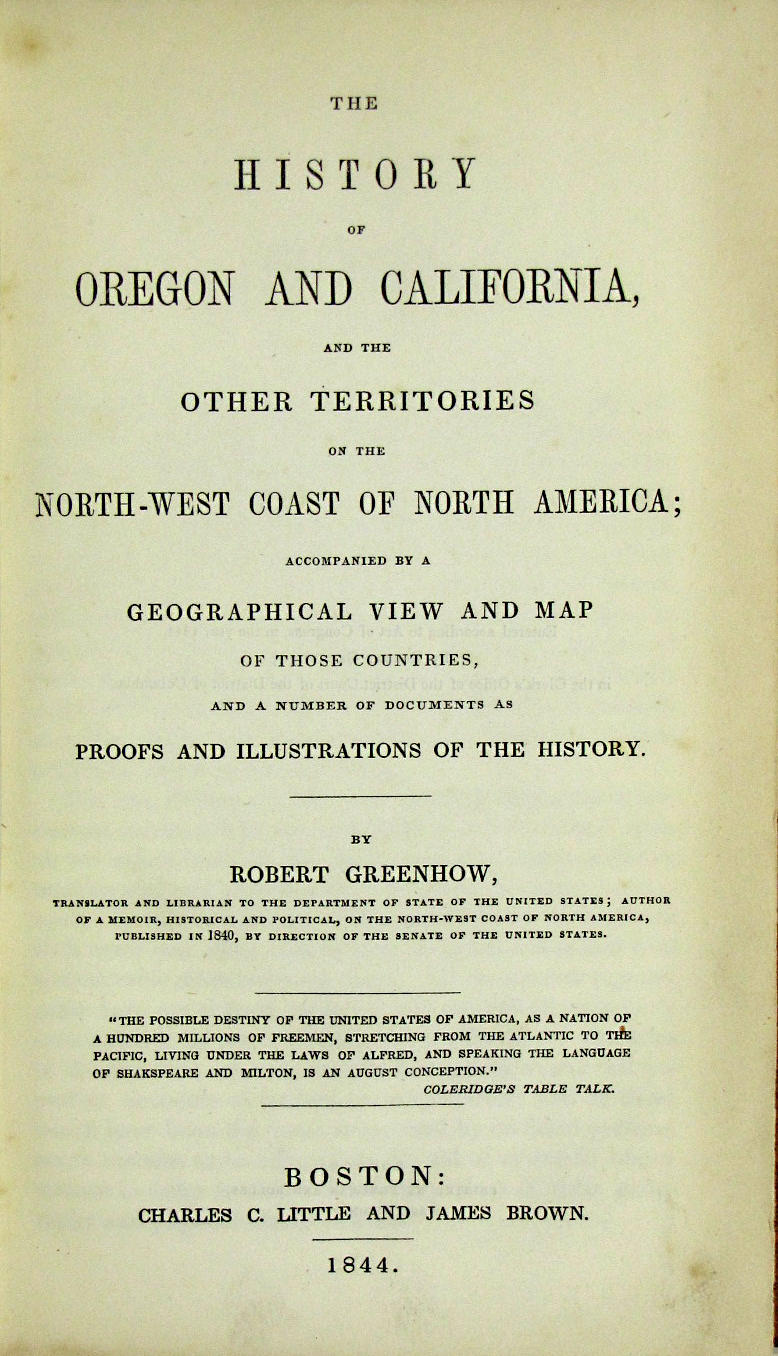 THE
HISTORY
OF
OREGON AND CALIFORNIA,
AND THE
OTHER TERRITORIES
ON THE
NORTH-WEST COAST OF NORTH AMERICA;
ACCOMPANIED BY A
GEOGRAPHICAL VIEW AND MAP
OF THOSE COUNTRIES,
AND A NUMBER OF DOCUMENTS AS
PROOFS AND ILLUSTRATIONS OF THE HISTORY.
BY
ROBERT GREENHOW,
TRANSLATOR AND LIBRARIAN TO THE DEPARTMENT OF STATE OF THE UNITED STATES; AUTHOR
OF A MEMOIR, HISTORICAL AND POLITICAL, ON THE NORTH-WEST COAST OF NORTH AMERICA,
PUBLISHED IN 1840, BY DIRECTION OF THE SENATE OF THE UNITED STATES.
"THE POSSIBLE DESTINY OF THE UNITED STATES OF AMERICA, AS A NATION OF
A HUNDRED MILLIONS OF FREEMEN, STRETCHING FROM THE ATLANTIC TO THE
PACIFIC, LIVING UNDER THE LAWS OF ALFRED, AND SPEAKING THE LANGUAGE
OF SHAKSPEARE AND MILTON, IS AN AUGUST CONCEPTION."
COLERIDGE'S TABLE TALK.
BOSTON:
CHARLES C. LITTLE AND JAMES BROWN.
1844.